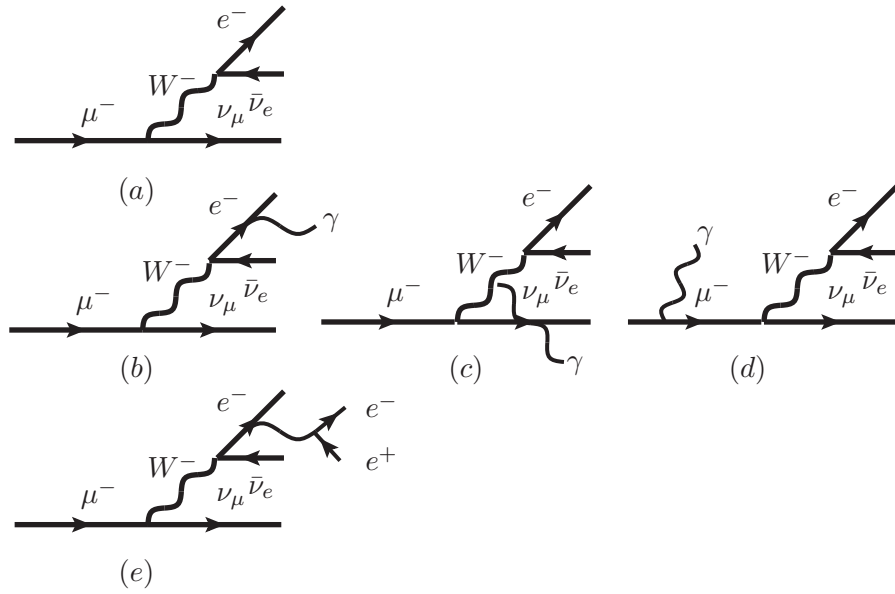 e⁻
W⁻
μ⁻ ν_μ ν̄_e
(a)
e⁻ γ e⁻ e⁻
γ
W⁻ W⁻ W⁻
μ⁻ ν_μ ν̄_e μ⁻ ν_μ ν̄_e μ⁻ ν_μ ν̄_e
(b) (c) γ (d)
e⁻ e⁻
W⁻ e⁺
μ⁻ ν_μ ν̄_e
(e)